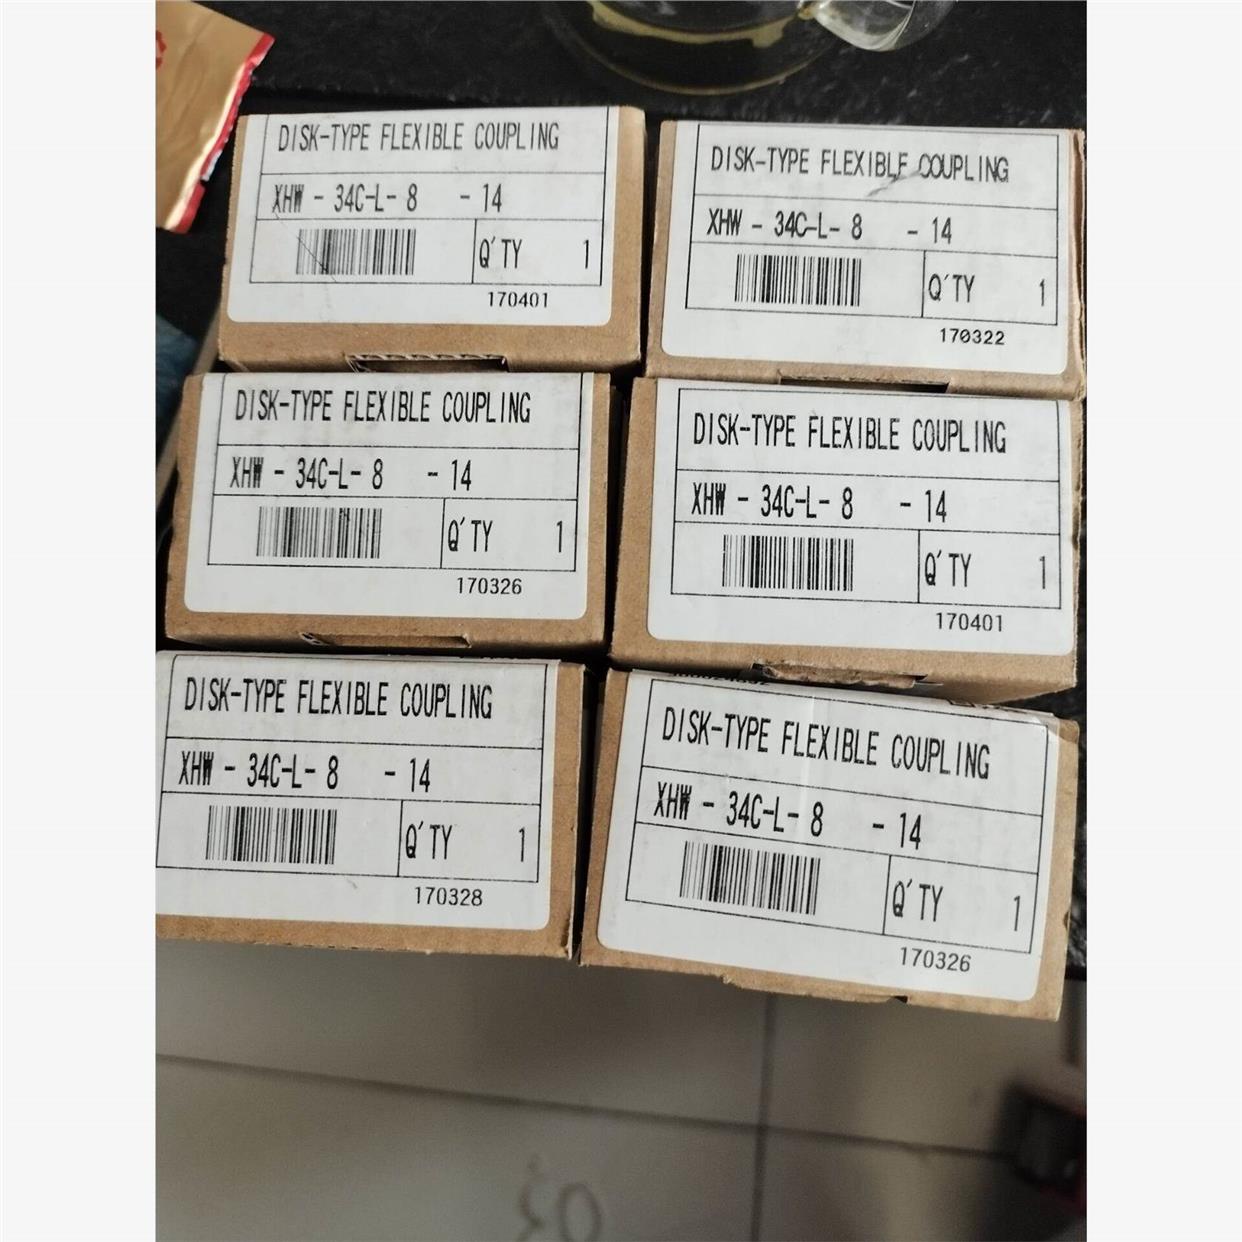 DISK-TYPE FLEXIBLE COUPLING
XHW - 34C-L- 8 - 14
Q'TY 1
170401
DISK-TYPE FLEXIBLE COUPLING
XHW - 34C-L- 8 - 14
Q'TY 1
170322
DISK-TYPE FLEXIBLE COUPLING
XHW - 34C-L- 8 - 14
Q'TY 1
170326
DISK-TYPE FLEXIBLE COUPLING
XHW - 34C-L- 8 - 14
Q'TY 1
170401
DISK-TYPE FLEXIBLE COUPLING
XHW - 34C-L- 8 - 14
Q'TY 1
170328
DISK-TYPE FLEXIBLE COUPLING
XHW - 34C-L- 8 - 14
Q'TY 1
170326